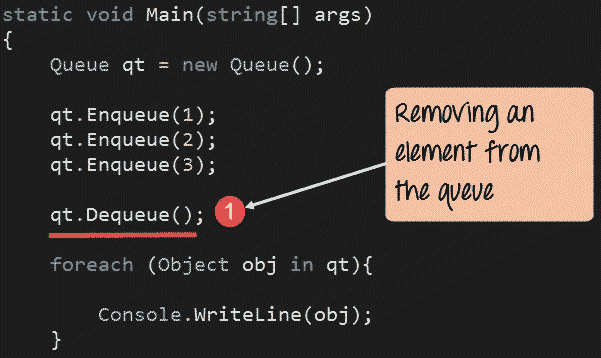 static void Main(string[] args)
{
Queue qt = new Queue();
qt.Enqueue(1);
qt.Enqueue(2);
qt.Enqueue(3);
qt.Dequeue();
1
Removing an
element from
the queue
foreach (Object obj in qt){
Console.WriteLine(obj);
}